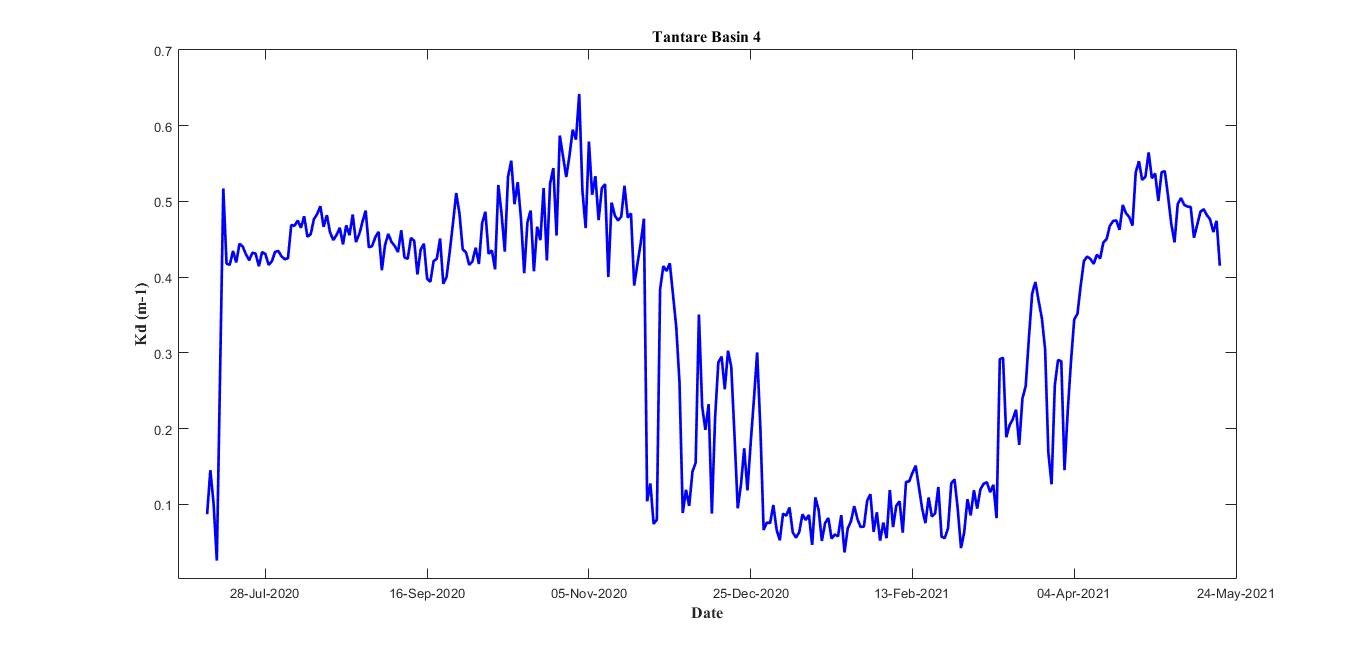 Tantare Basin 4
0.7
0.6
0.5
0.4
0.3
0.2
0.1
Kd (m-1)
28-Jul-2020
16-Sep-2020
05-Nov-2020
25-Dec-2020
13-Feb-2021
04-Apr-2021
24-May-2021
Date